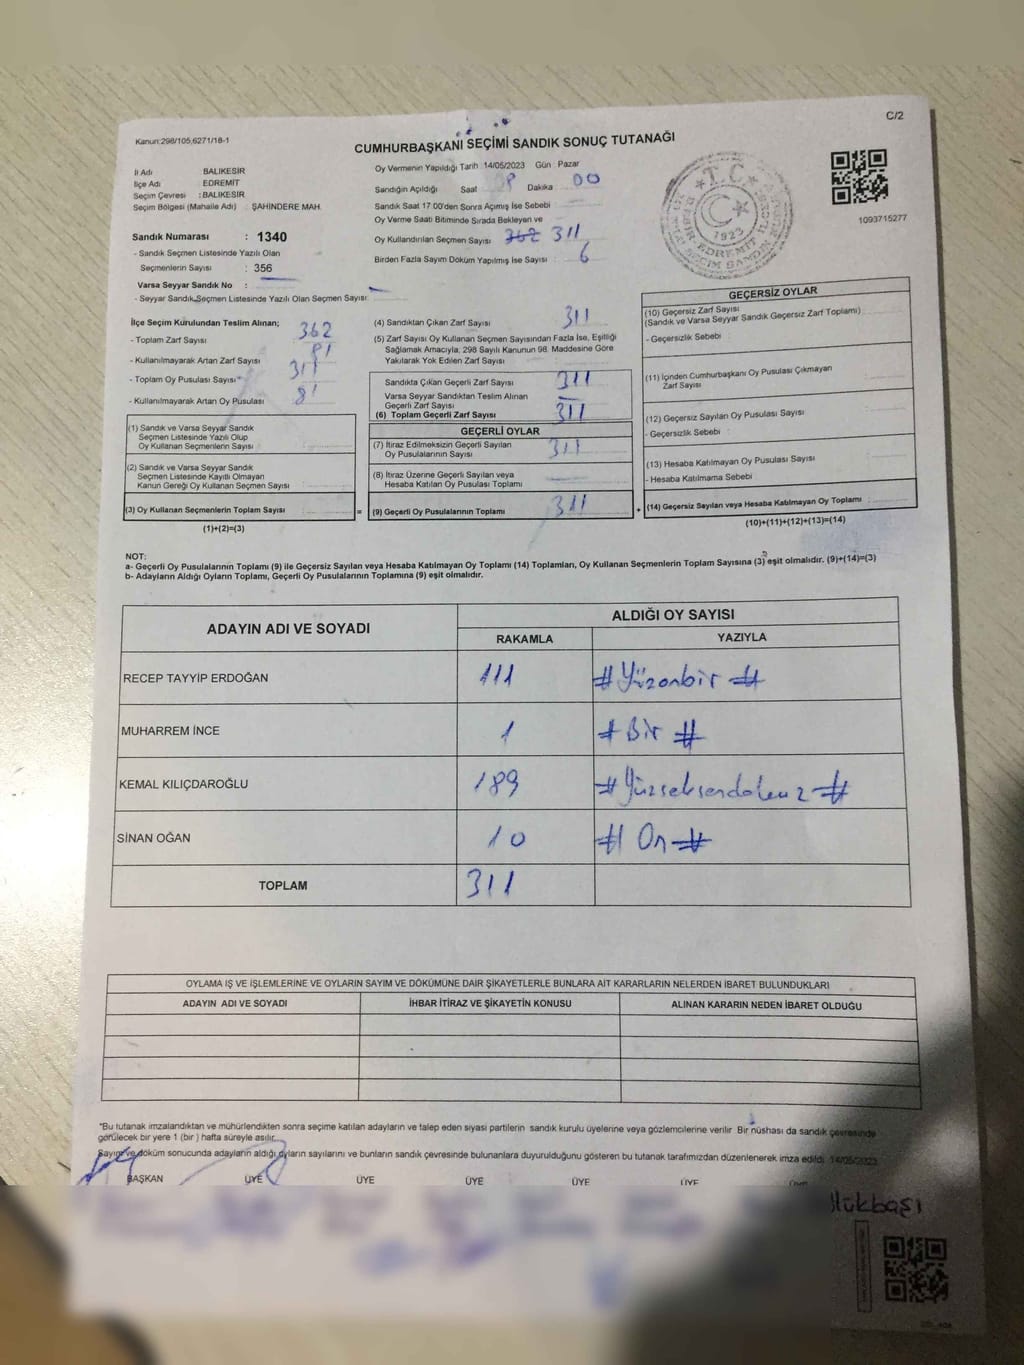 C/2
Kanun:298/105,6271/18-1
CUMHURBAŞKANI SEÇİMİ SANDIK SONUÇ TUTANAĞI
İl Adı BALIKESİR
İlçe Adı EDREMİT
Seçim Çevresi : BALIKESİR
Seçim Bölgesi (Mahalle Adı) ŞAHİNDERE MAH.
Sandık Numarası : 1340
- Sandık Seçmen Listesinde Yazılı Olan
Seçmenlerin Sayısı : 356
Varsa Seyyar Sandık No :
- Seyyar Sandık Seçmen Listesinde Yazılı Olan Seçmen Sayısı:
Oy Vermenin Yapıldığı Tarih 14/05/2023 Gün : Pazar
Sandığın Açıldığı Saat 08 Dakika 00
Sandık Saat 17.00'den Sonra Açımış İse Sebebi
Oy Verme Saati Bitiminde Sırada Bekleyen ve
Oy Kullandırılan Seçmen Sayısı 362 311
Birden Fazla Sayım Döküm Yapılmış İse Sayısı : 6
T.C.
1923
1093715277
İlçe Seçim Kurulundan Teslim Alınan;
- Toplam Zarf Sayısı 362
- Kullanılmayarak Artan Zarf Sayısı 81
- Toplam Oy Pusulası Sayısı 311
- Kullanılmayarak Artan Oy Pusulası 81
(1) Sandık ve Varsa Seyyar Sandık
Seçmen Listesinde Yazılı Olup
Oy Kullanan Seçmenlerin Sayısı
(2) Sandık ve Varsa Seyyar Sandık
Seçmen Listesinde Kayıtlı Olmayan
Kanun Gereği Oy Kullanan Seçmen Sayısı
(3) Oy Kullanan Seçmenlerin Toplam Sayısı =
(1)+(2)=(3)
(4) Sandıktan Çıkan Zarf Sayısı 311
(5) Zarf Sayısı Oy Kullanan Seçmen Sayısından Fazla İse, Eşitliği
Sağlamak Amacıyla; 298 Sayılı Kanunun 98. Maddesine Göre
Yakılarak Yok Edilen Zarf Sayısı
Sandıkta Çıkan Geçerli Zarf Sayısı 311
Varsa Seyyar Sandıktan Teslim Alınan
Geçerli Zarf Sayısı
(6) Toplam Geçerli Zarf Sayısı 311
GEÇERLİ OYLAR
(7) İtiraz Edilmeksizin Geçerli Sayılan
Oy Pusulalarının Sayısı 311
(8) İtiraz Üzerine Geçerli Sayılan veya
Hesaba Katılan Oy Pusulası Toplamı
(9) Geçerli Oy Pusulalarının Toplamı 311 +
GEÇERSİZ OYLAR
(10) Geçersiz Zarf Sayısı
(Sandık ve Varsa Seyyar Sandık Geçersiz Zarf Toplamı)
- Geçersizlik Sebebi
(11) İçinden Cumhurbaşkanı Oy Pusulası Çıkmayan
Zarf Sayısı
(12) Geçersiz Sayılan Oy Pusulası Sayısı
- Geçersizlik Sebebi
(13) Hesaba Katılmayan Oy Pusulası Sayısı
- Hesaba Katılmama Sebebi
(14) Geçersiz Sayılan veya Hesaba Katılmayan Oy Toplamı
(10)+(11)+(12)+(13)=(14)
NOT:
a- Geçerli Oy Pusulalarının Toplamı (9) ile Geçersiz Sayılan veya Hesaba Katılmayan Oy Toplamı (14) Toplamları, Oy Kullanan Seçmenlerin Toplam Sayısına (3) eşit olmalıdır. (9)+(14)=(3)
b- Adayların Aldığı Oyların Toplamı, Geçerli Oy Pusulalarının Toplamına (9) eşit olmalıdır.
ADAYIN ADI VE SOYADI ALDIĞI OY SAYISI
RAKAMLA YAZIYLA
RECEP TAYYİP ERDOĞAN 111 #Yüzonbir#
MUHARREM İNCE 1 #Bir#
KEMAL KILIÇDAROĞLU 189 #Yüzseksendokuz#
SİNAN OĞAN 10 #On#
TOPLAM 311
OYLAMA İŞ VE İŞLEMLERİNE VE OYLARIN SAYIM VE DÖKÜMÜNE DAİR ŞİKAYETLERLE BUNLARA AİT KARARLARIN NELERDEN İBARET BULUNDUKLARI
ADAYIN ADI VE SOYADI İHBAR İTİRAZ VE ŞİKAYETİN KONUSU ALINAN KARARIN NEDEN İBARET OLDUĞU
*Bu tutanak imzalandıktan ve mühürlendikten sonra seçime katılan adayların ve talep eden siyasi partilerin sandık kurulu üyelerine veya gözlemcilerine verilir Bir nüshası da sandık çevresinde
görülecek bir yere 1 (bir ) hafta süreyle asılır.
Sayım ve döküm sonucunda adayların aldığı oyların sayılarını ve bunların sandık çevresinde bulunanlara duyurulduğunu gösteren bu tutanak tarafımızdan düzenlenerek imza edildi. 14/05/2023
BAŞKAN ÜYE ÜYE ÜYE ÜYE ÜYE ÜYE